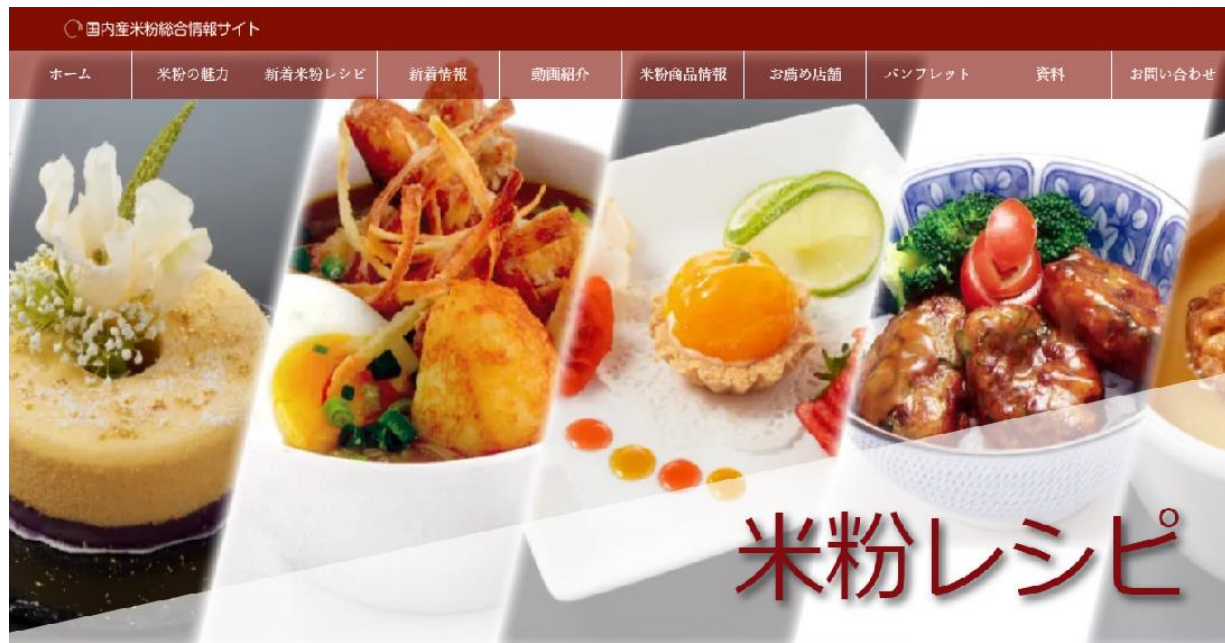 国内産米粉総合情報サイト
ホーム 米粉の魅力 新着米粉レシピ 新着情報 動画紹介 米粉商品情報 お薦め店舗 パンフレット 資料 お問い合わせ
米粉レシピ